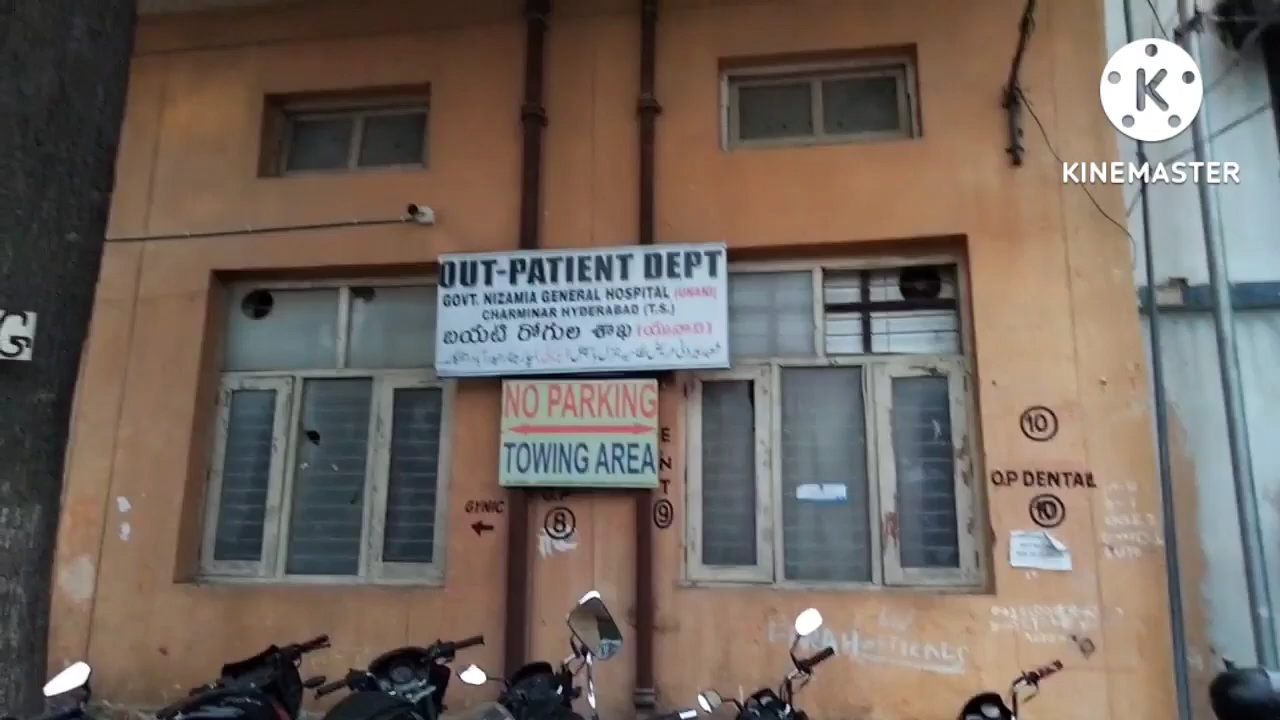 KINEMASTER
OUT-PATIENT DEPT
GOVT. NIZAMIA GENERAL HOSPITAL (UNANI)
CHARMINAR HYDERABAD (T.S.)
బయటి రోగుల శాఖ (యునాని)
NO PARKING
TOWING AREA
GYNIC
O.P
8
ENT
9
10
O.P DENTAL
10